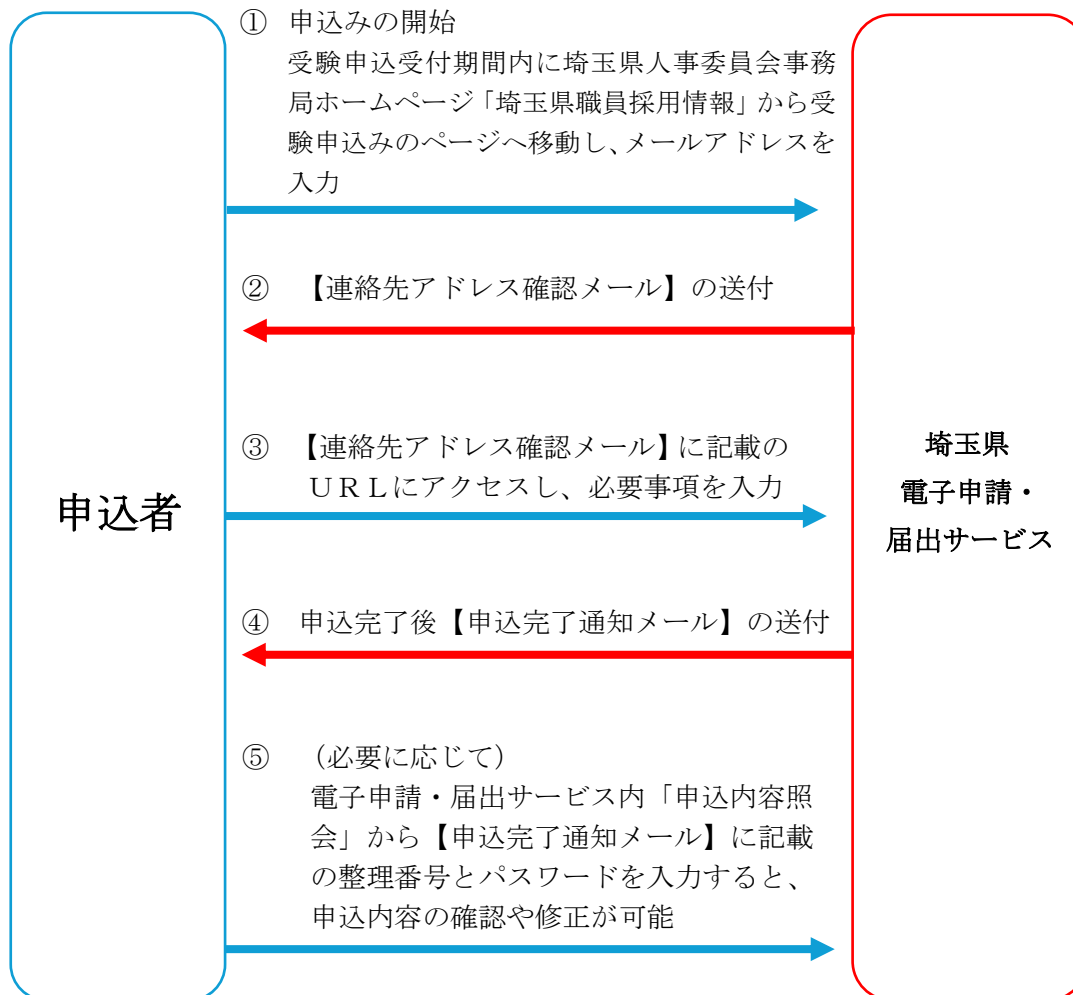 ① 申込みの開始
受験申込受付期間内に埼玉県人事委員会事務
局ホームページ「埼玉県職員採用情報」から受
験申込みのページへ移動し、メールアドレスを
入力
② 【連絡先アドレス確認メール】の送付
③ 【連絡先アドレス確認メール】に記載の
ＵＲＬにアクセスし、必要事項を入力
申込者
埼玉県
電子申請・
届出サービス
④ 申込完了後【申込完了通知メール】の送付
⑤ （必要に応じて）
電子申請・届出サービス内「申込内容照
会」から【申込完了通知メール】に記載
の整理番号とパスワードを入力すると、
申込内容の確認や修正が可能